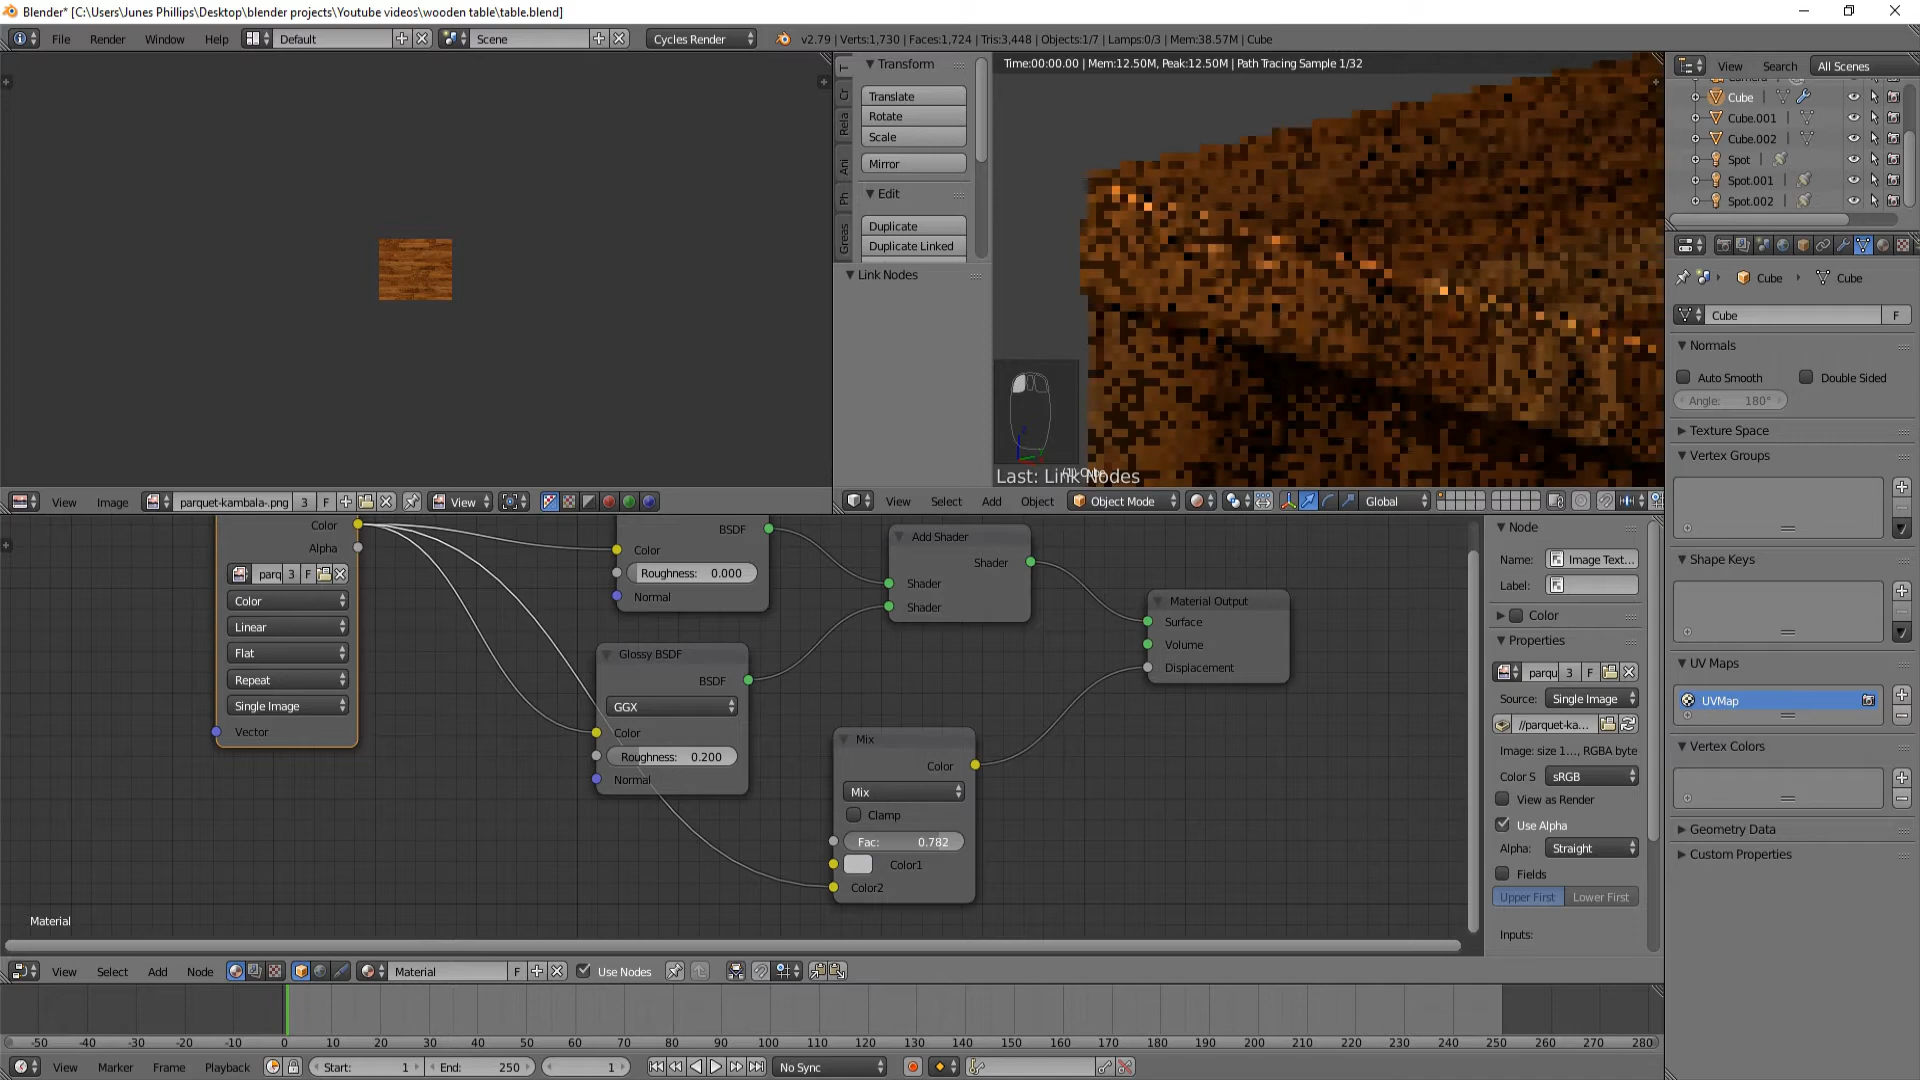 Blender* [C:\Users\Junes Phillips\Desktop\blender projects\Youtube videos\wooden table\table.blend]
File Render Window Help Default Scene Cycles Render v2.79 | Verts:1,730 | Faces:1,724 | Tris:3,448 | Objects:1/7 | Lamps:0/3 | Mem:38.57M | Cube
Transform
Translate
Rotate
Scale
Mirror
Edit
Duplicate
Duplicate Linked
Link Nodes
T
Cr
Rela
Ani
Ph
Greas
Time:00:00.00 | Mem:12.50M, Peak:12.50M | Path Tracing Sample 1/32
Last: Link Nodes
View Search All Scenes
Cube
Cube.001
Cube.002
Spot
Spot.001
Spot.002
Cube Cube
Cube F
Normals
Auto Smooth Double Sided
Angle: 180°
Texture Space
Vertex Groups
Shape Keys
UV Maps
UVMap
Vertex Colors
Geometry Data
Custom Properties
View Image parquet-kambala-.png 3 F View
View Select Add Object Object Mode Global
Color
Alpha
parq 3 F
Color
Linear
Flat
Repeat
Single Image
Vector
BSDF
Color
Roughness: 0.000
Normal
Glossy BSDF
BSDF
GGX
Color
Roughness: 0.200
Normal
Add Shader
Shader
Shader
Shader
Mix
Color
Mix
Clamp
Fac: 0.782
Color1
Color2
Material Output
Surface
Volume
Displacement
Material
Node
Name: Image Text...
Label:
Color
Properties
parqu 3 F
Source: Single Image
//parquet-ka...
Image: size 1..., RGBA byte
Color S sRGB
View as Render
Use Alpha
Alpha: Straight
Fields
Upper First Lower First
Inputs:
View Select Add Node Material F Use Nodes
-50 -40 -30 -20 -10 0 10 20 30 40 50 60 70 80 90 100 110 120 130 140 150 160 170 180 190 200 210 220 230 240 250 260 270 280
View Marker Frame Playback Start: 1 End: 250 1 No Sync